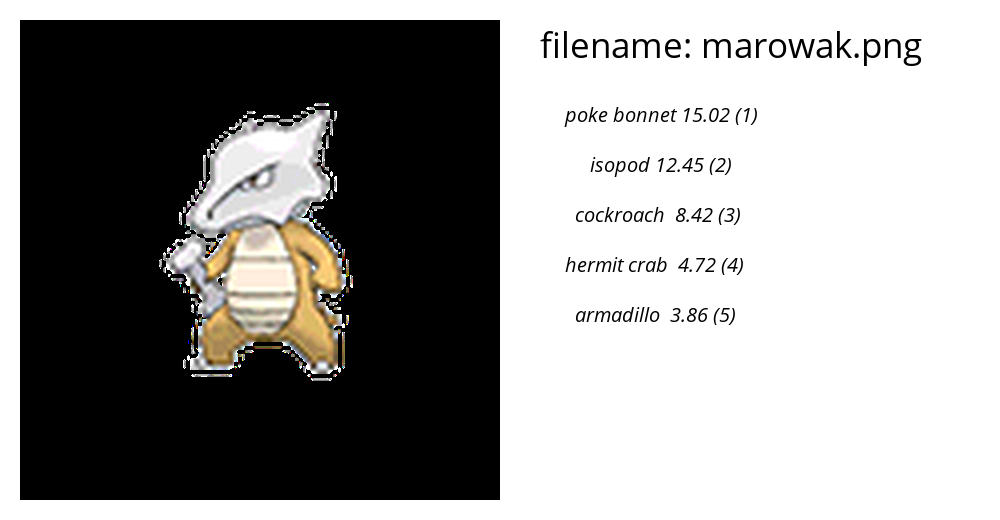 filename: marowak.png
poke bonnet 15.02 (1)
isopod 12.45 (2)
cockroach 8.42 (3)
hermit crab 4.72 (4)
armadillo 3.86 (5)